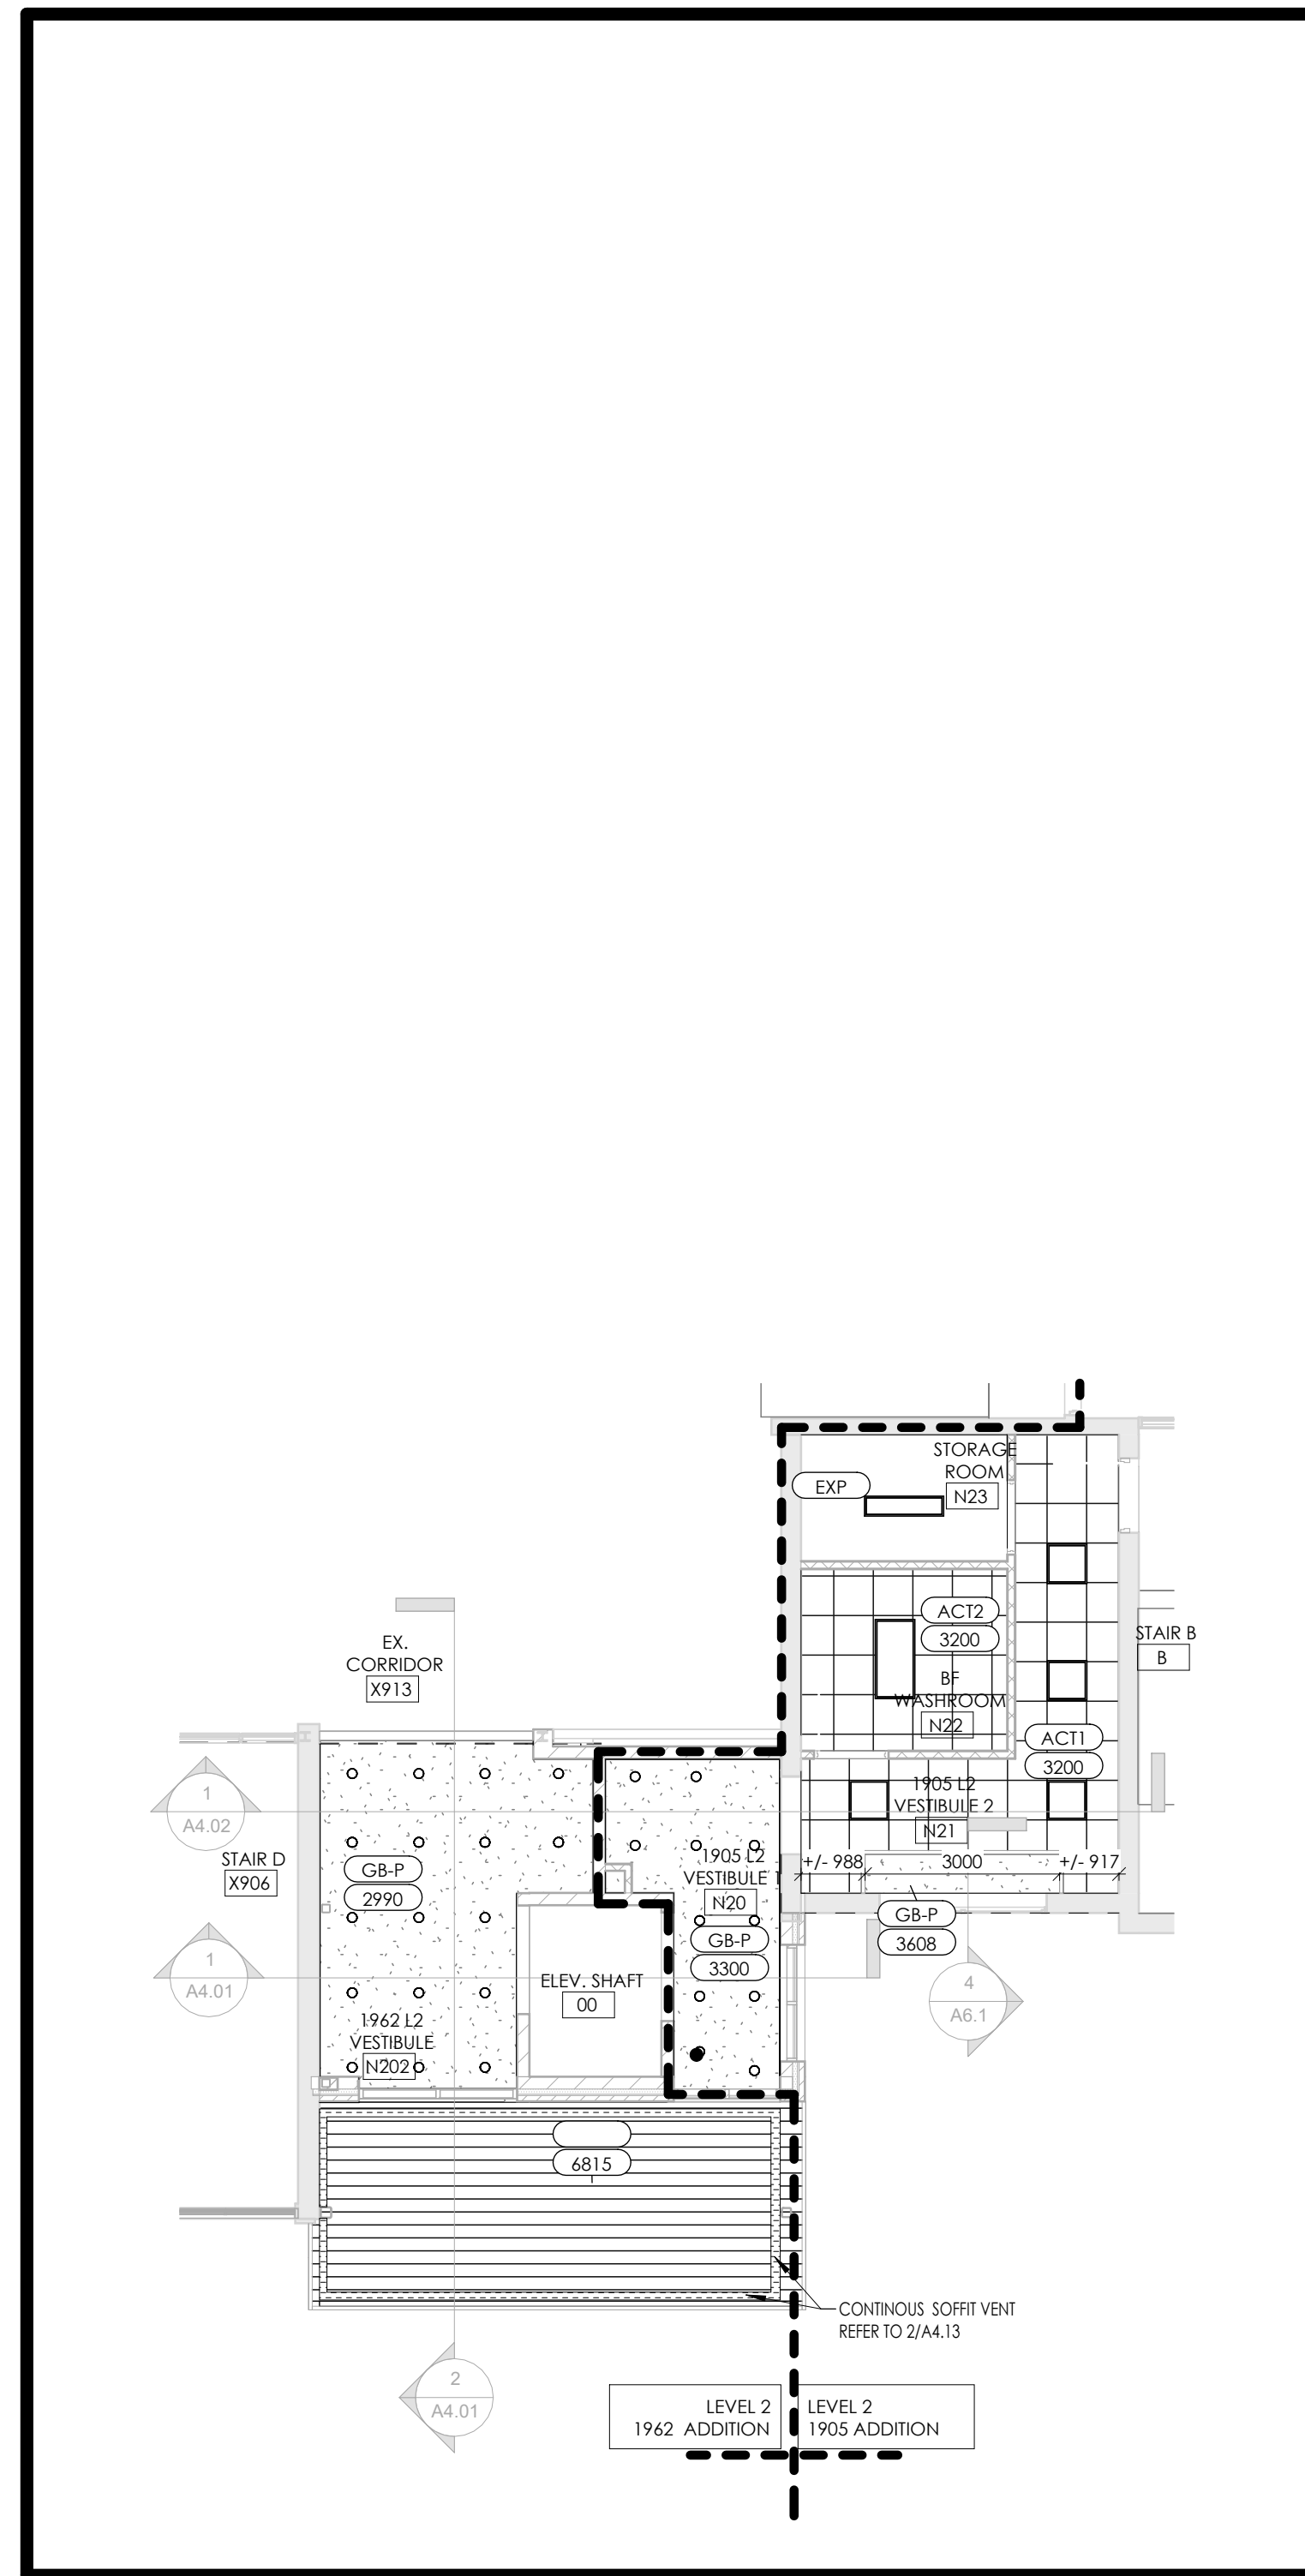 STORAGE
ROOM
N23
EXP
ACT2
3200
BF
WASHROOM
N22
STAIR B
B
EX.
CORRIDOR
X913
ACT1
3200
1905 L2
VESTIBULE 2
N21
1
A4.02
STAIR D
X906
GB-P
2990
1905 L2
VESTIBULE 1
N20
GB-P
3300
+/- 988
3000
+/- 917
GB-P
3608
1
A4.01
ELEV. SHAFT
00
4
A6.1
1962 L2
VESTIBULE
N202
6815
CONTINOUS SOFFIT VENT
REFER TO 2/A4.13
2
A4.01
LEVEL 2
1962 ADDITION
LEVEL 2
1905 ADDITION